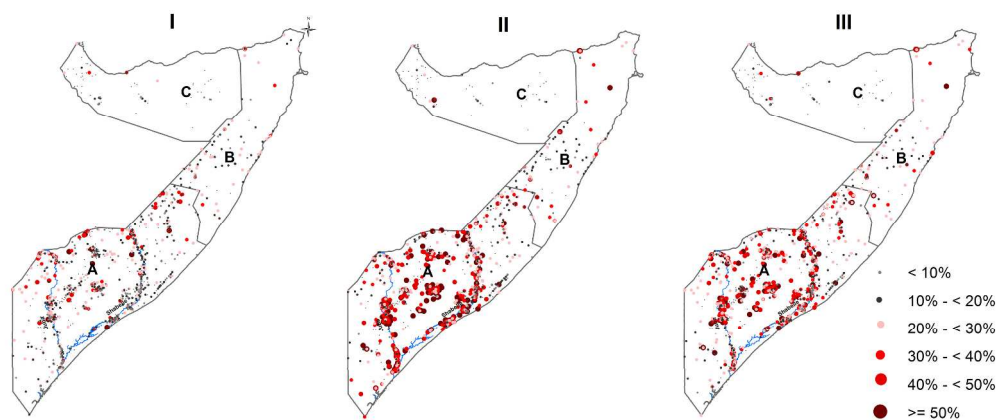 I
II
III
N
C
C
C
B
B
B
A
A
A
< 10%
10% - < 20%
20% - < 30%
30% - < 40%
40% - < 50%
>= 50%